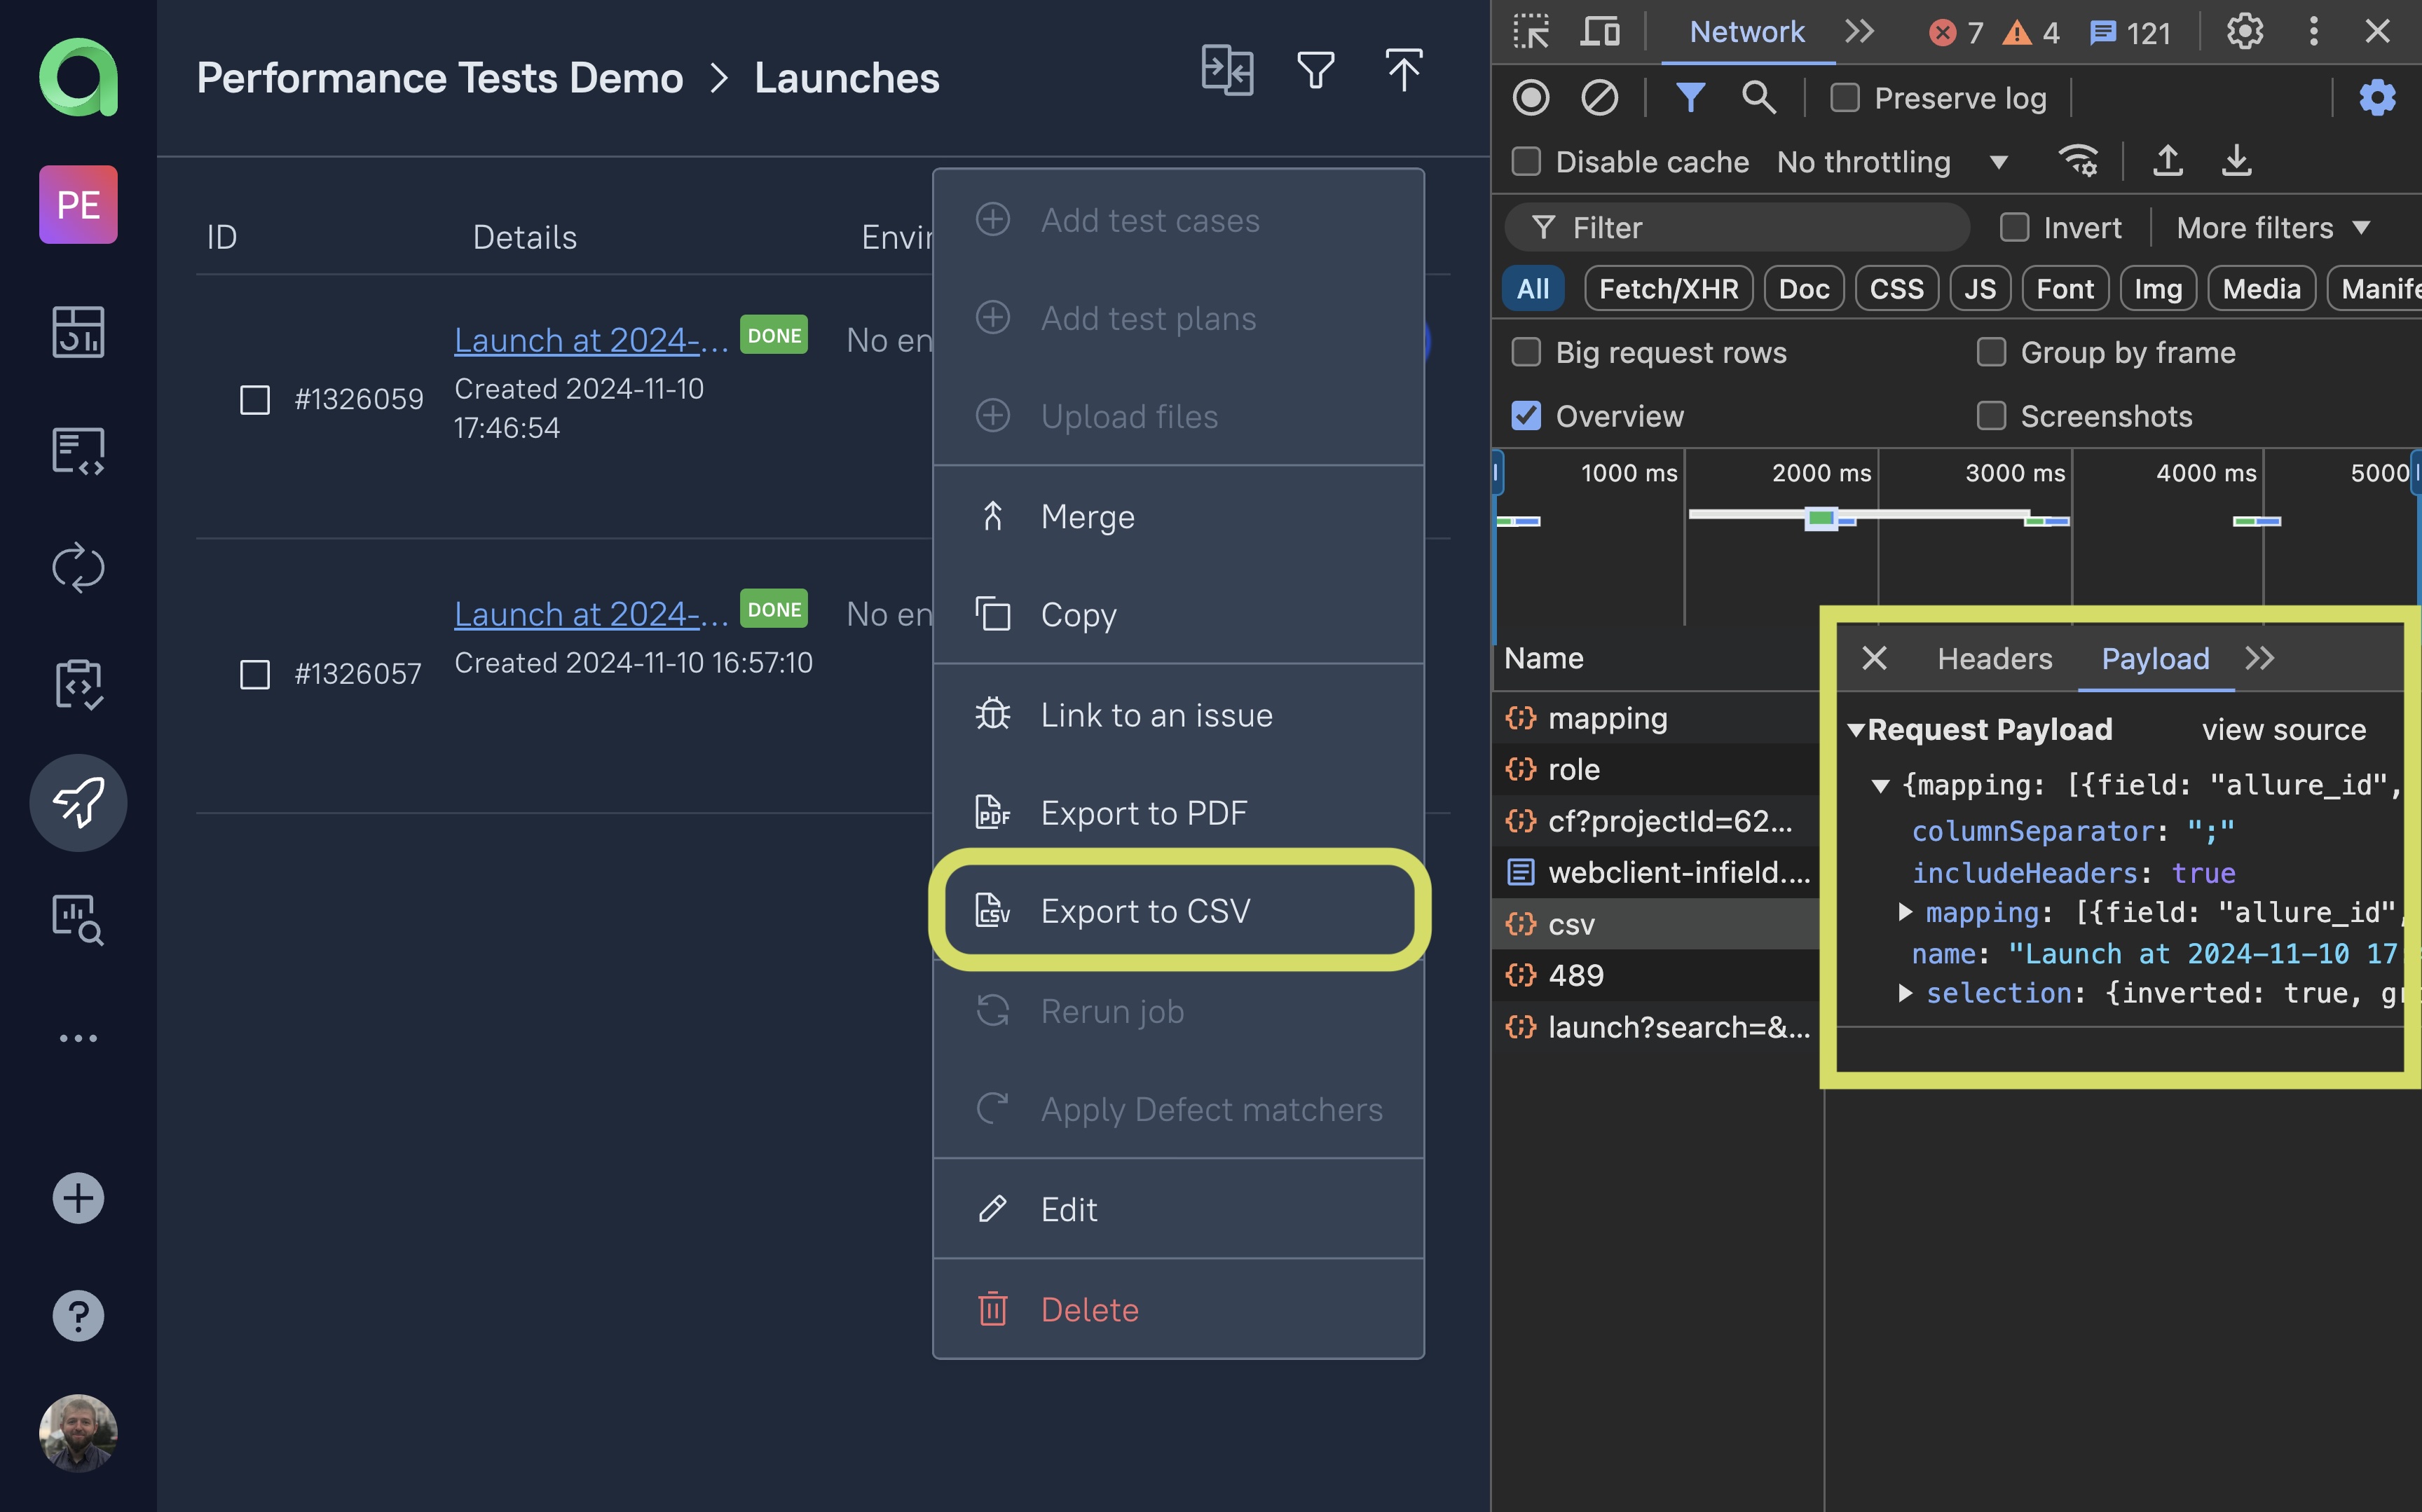 Performance Tests Demo > Launches
PE
ID
Details
Envir
Launch at 2024-...
DONE
No en
#1326059
Created 2024-11-10
17:46:54
Launch at 2024-...
DONE
No en
#1326057
Created 2024-11-10 16:57:10
Add test cases
Add test plans
Upload files
Merge
Copy
Link to an issue
PDF
Export to PDF
CSV
Export to CSV
Rerun job
Apply Defect matchers
Edit
Delete
Network
7
4
121
Preserve log
Disable cache
No throttling
Filter
Invert
More filters
All
Fetch/XHR
Doc
CSS
JS
Font
Img
Media
Manife
Big request rows
Group by frame
Overview
Screenshots
1000 ms
2000 ms
3000 ms
4000 ms
5000
Name
Headers
Payload
mapping
role
cf?projectId=62...
webclient-infield....
csv
489
launch?search=&...
Request Payload
view source
{mapping: [{field: "allure_id",
columnSeparator: ";"
includeHeaders: true
mapping: [{field: "allure_id",
name: "Launch at 2024-11-10 17
selection: {inverted: true, gr